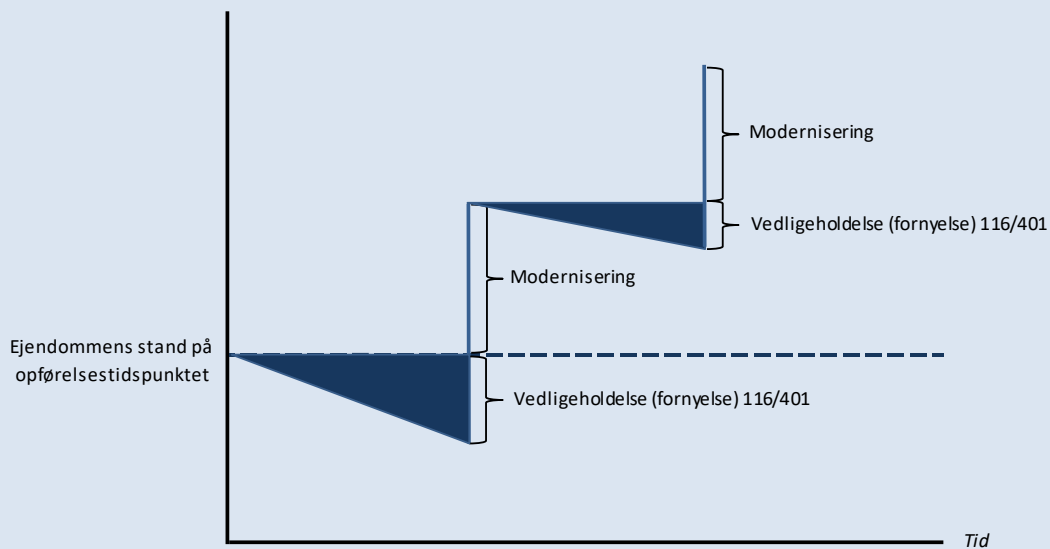 Modernisering
Vedligeholdelse (fornyelse) 116/401
Modernisering
Ejendommens stand på
opførelsestidspunktet
Vedligeholdelse (fornyelse) 116/401
Tid